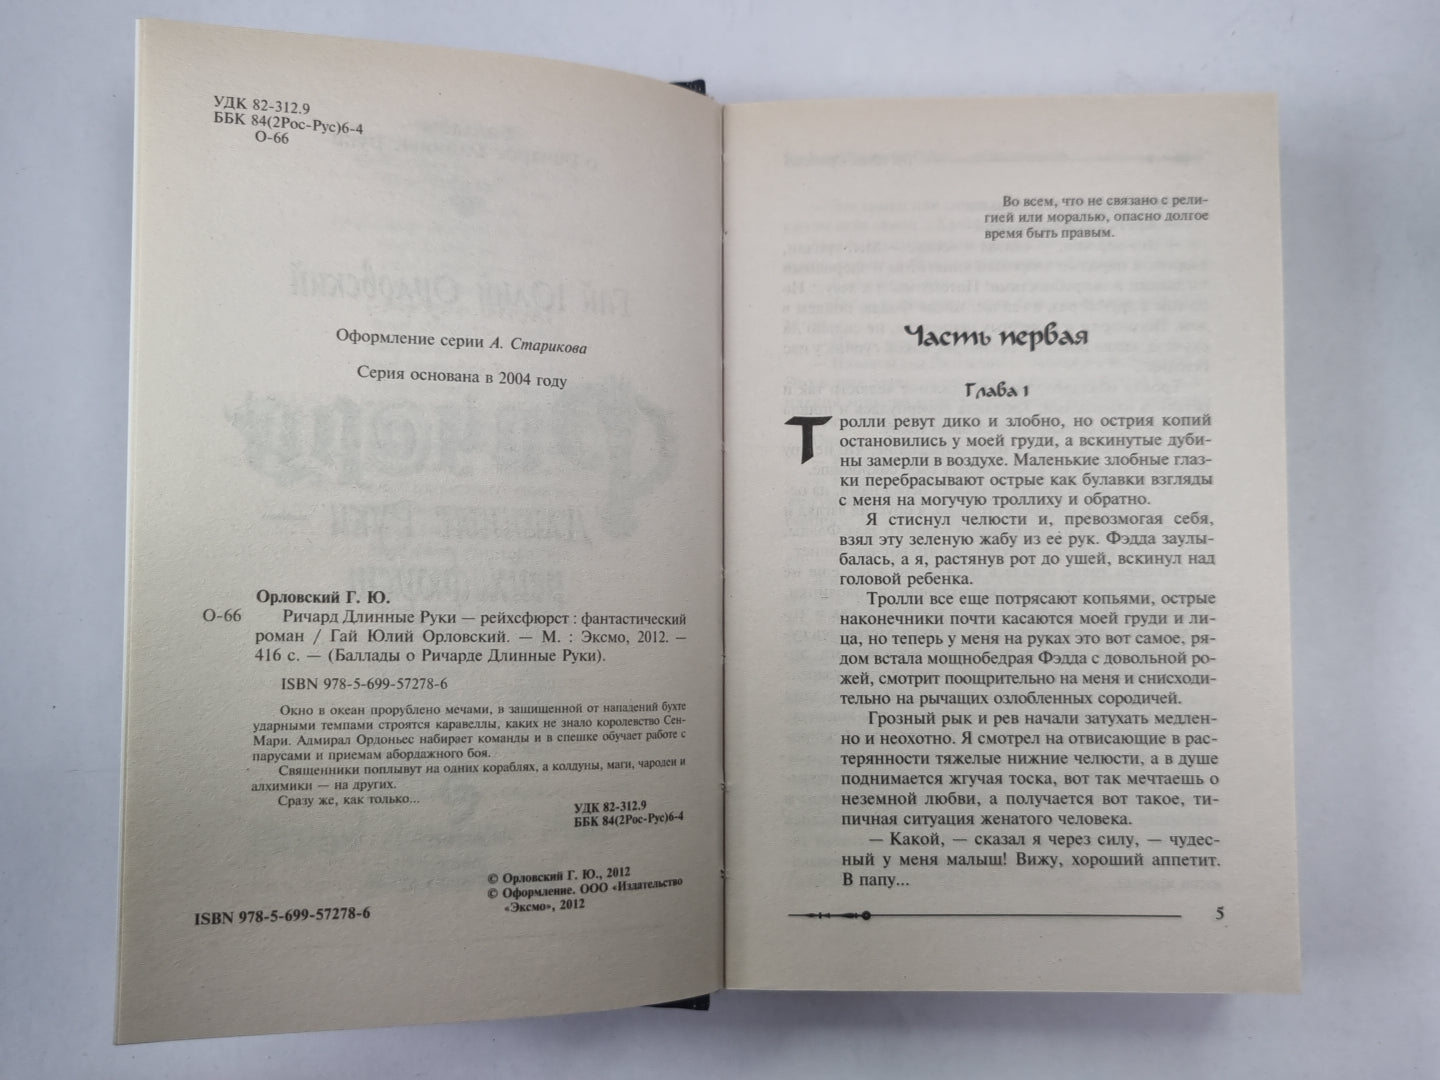 УДК 82-312.9
ББК 84(2Рос-Рус)6-4
О-66
Оформление серии А. Старикова
Серия основана в 2004 году
Орловский Г. Ю.
О-66 Ричард Длинные Руки — рейхсфюрст : фантастический
роман / Гай Юлий Орловский. — М. : Эксмо, 2012. —
416 с. — (Баллады о Ричарде Длинные Руки).
ISBN 978-5-699-57278-6
Окно в океан прорублено мечами, в защищенной от нападений бухте
ударными темпами строятся каравеллы, каких не знало королевство Сен-
Мари. Адмирал Ордоньес набирает команды и в спешке обучает работе с
парусами и приемам абордажного боя.
Священники поплывут на одних кораблях, а колдуны, маги, чародеи и
алхимики — на других.
Сразу же, как только...
УДК 82-312.9
ББК 84(2Рос-Рус)6-4
© Орловский Г. Ю., 2012
© Оформление. ООО «Издательство
«Эксмо», 2012
ISBN 978-5-699-57278-6
Во всем, что не связано с рели-
гией или моралью, опасно долгое
время быть правым.
Часть первая
Глава 1
Тролли ревут дико и злобно, но острия копий
остановились у моей груди, а вскинутые дуби-
ны замерли в воздухе. Маленькие злобные глаз-
ки перебрасывают острые как булавки взгляды
с меня на могучую троллиху и обратно.
Я стиснул челюсти и, превозмогая себя,
взял эту зеленую жабу из ее рук. Фэдда заулы-
балась, а я, растянув рот до ушей, вскинул над
головой ребенка.
Тролли все еще потрясают копьями, острые
наконечники почти касаются моей груди и ли-
ца, но теперь у меня на руках это вот самое, ря-
дом встала мощнобедрая Фэдда с довольной ро-
жей, смотрит поощрительно на меня и снисходи-
тельно на рычащих озлобленных сородичей.
Грозный рык и рев начали затухать медлен-
но и неохотно. Я смотрел на отвисающие в рас-
терянности тяжелые нижние челюсти, а в душе
поднимается жгучая тоска, вот так мечтаешь о
неземной любви, а получается вот такое, ти-
пичная ситуация женатого человека.
— Какой, — сказал я через силу, — чудес-
ный у меня малыш! Вижу, хороший аппетит.
В папу...
5